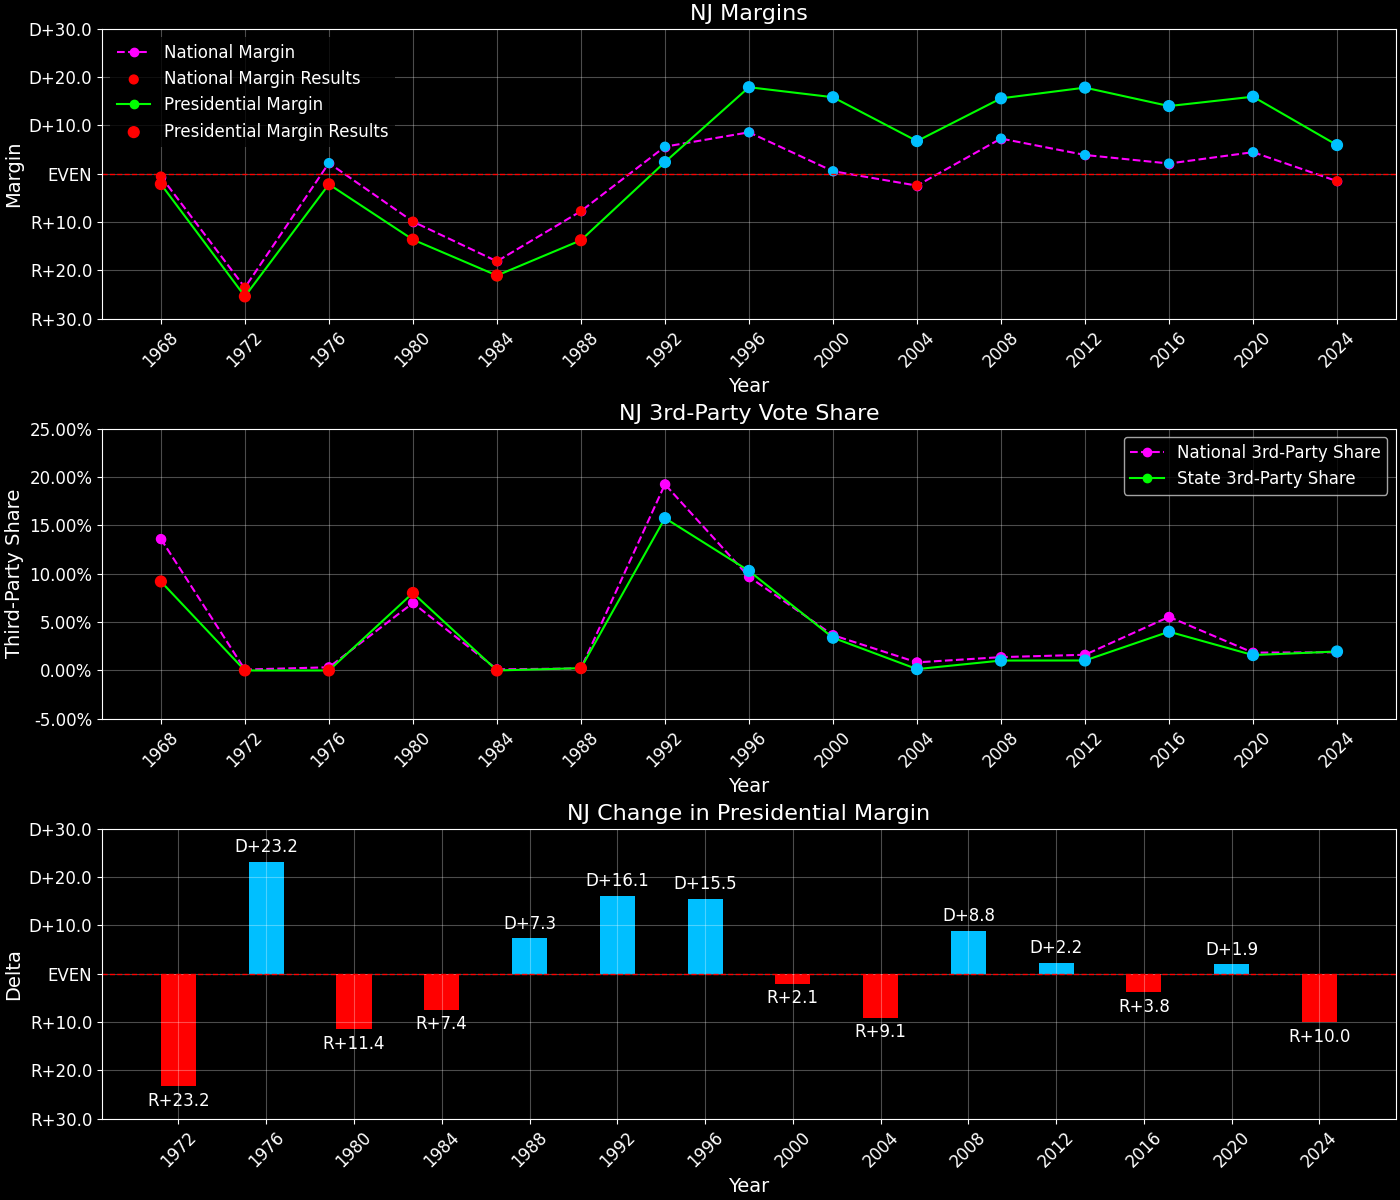 NJ Margins
D+30.0
D+20.0
D+10.0
EVEN
R+10.0
R+20.0
R+30.0
Margin
National Margin
National Margin Results
Presidential Margin
Presidential Margin Results
1968 1972 1976 1980 1984 1988 1992 1996 2000 2004 2008 2012 2016 2020 2024
Year
NJ 3rd-Party Vote Share
25.00%
20.00%
15.00%
10.00%
5.00%
0.00%
-5.00%
Third-Party Share
National 3rd-Party Share
State 3rd-Party Share
1968 1972 1976 1980 1984 1988 1992 1996 2000 2004 2008 2012 2016 2020 2024
Year
NJ Change in Presidential Margin
D+30.0
D+20.0
D+10.0
EVEN
R+10.0
R+20.0
R+30.0
Delta
R+23.2
D+23.2
R+11.4
R+7.4
D+7.3
D+16.1
D+15.5
R+2.1
R+9.1
D+8.8
D+2.2
R+3.8
D+1.9
R+10.0
1972 1976 1980 1984 1988 1992 1996 2000 2004 2008 2012 2016 2020 2024
Year